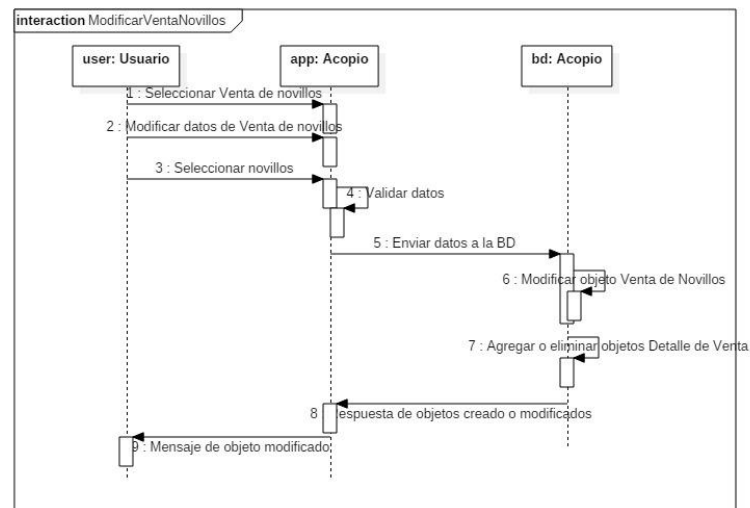 interaction ModificarVentaNovillos
user: Usuario
app: Acopio
bd: Acopio
1 : Seleccionar Venta de novillos
2 : Modificar datos de Venta de novillos
3 : Seleccionar novillos
4 : Validar datos
5 : Enviar datos a la BD
6 : Modificar objeto Venta de Novillos
7 : Agregar o eliminar objetos Detalle de Venta
8 : Respuesta de objetos creado o modificados
9 : Mensaje de objeto modificado